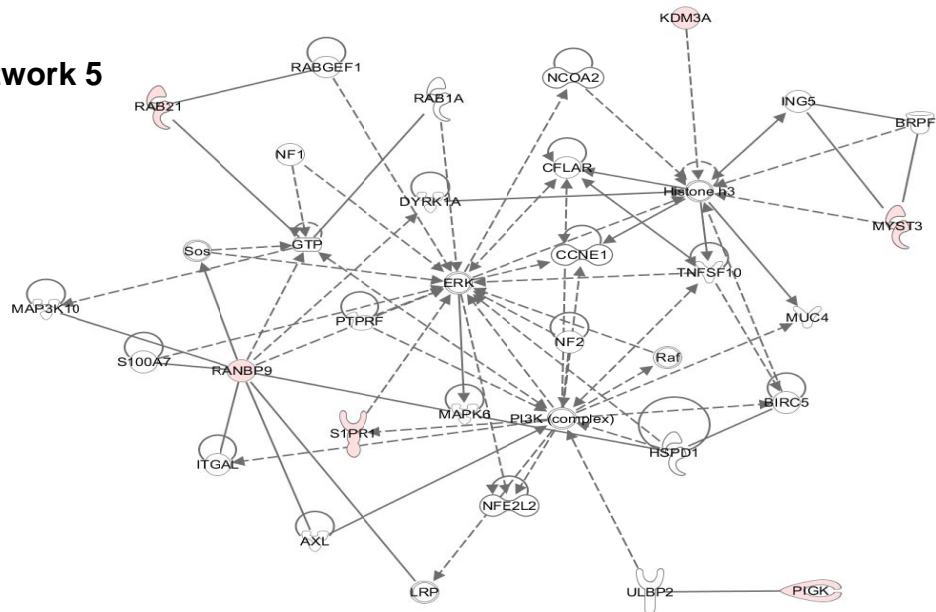 KDM3A
RABGEF1
twork 5
NCOA2
RAB21
RAB1A
ING5
BRPF
NF1
CFLAR
Histone h3
DYRK1A
MYST3
GTP
Sos
CCNE1
TNFSF10
ERK
MAP3K10
PTPRF
MUC4
NF2
S100A7
Raf
RANBP9
BIRC5
MAPK6
PI3K (complex)
S1PR1
HSPD1
ITGAL
NFE2L2
AXL
LRP
ULBP2
PIGK